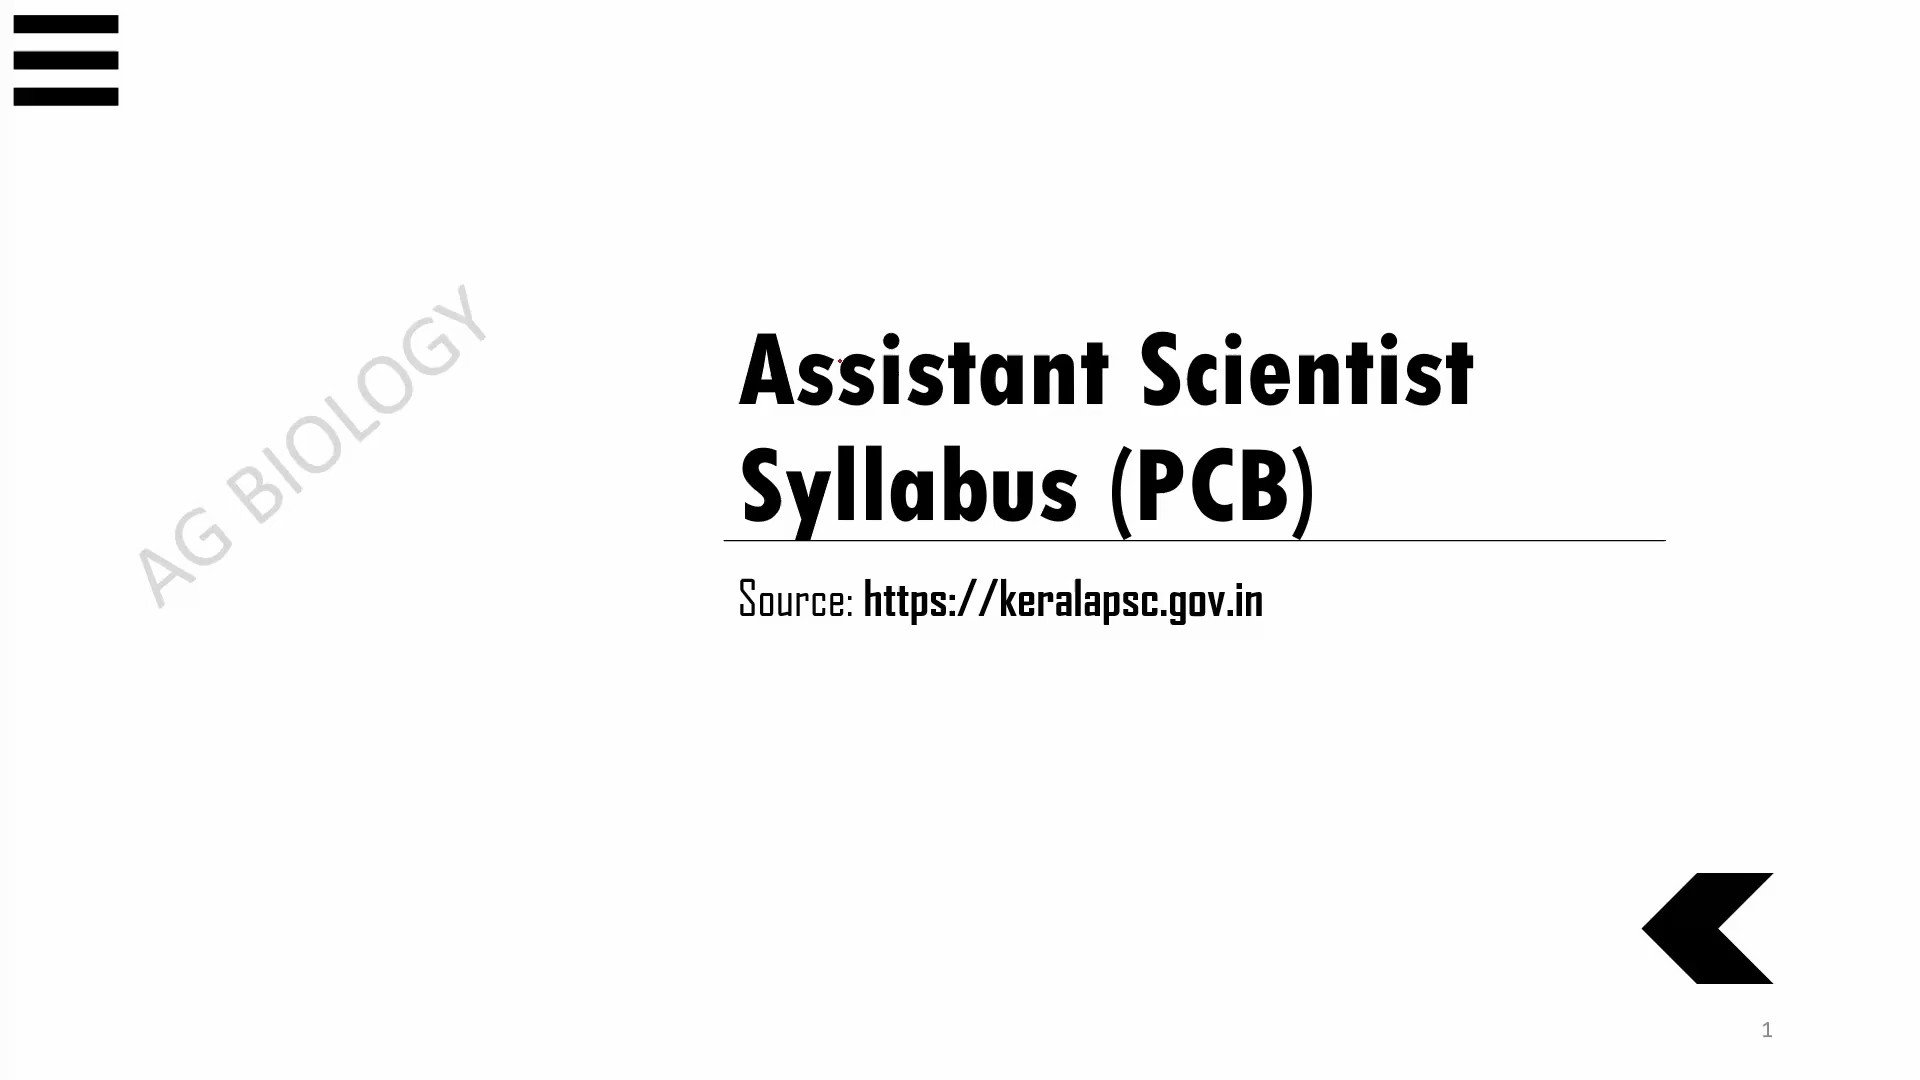 AG BIOLOGY
Assistant Scientist
Syllabus (PCB)
Source: https://keralapsc.gov.in
1